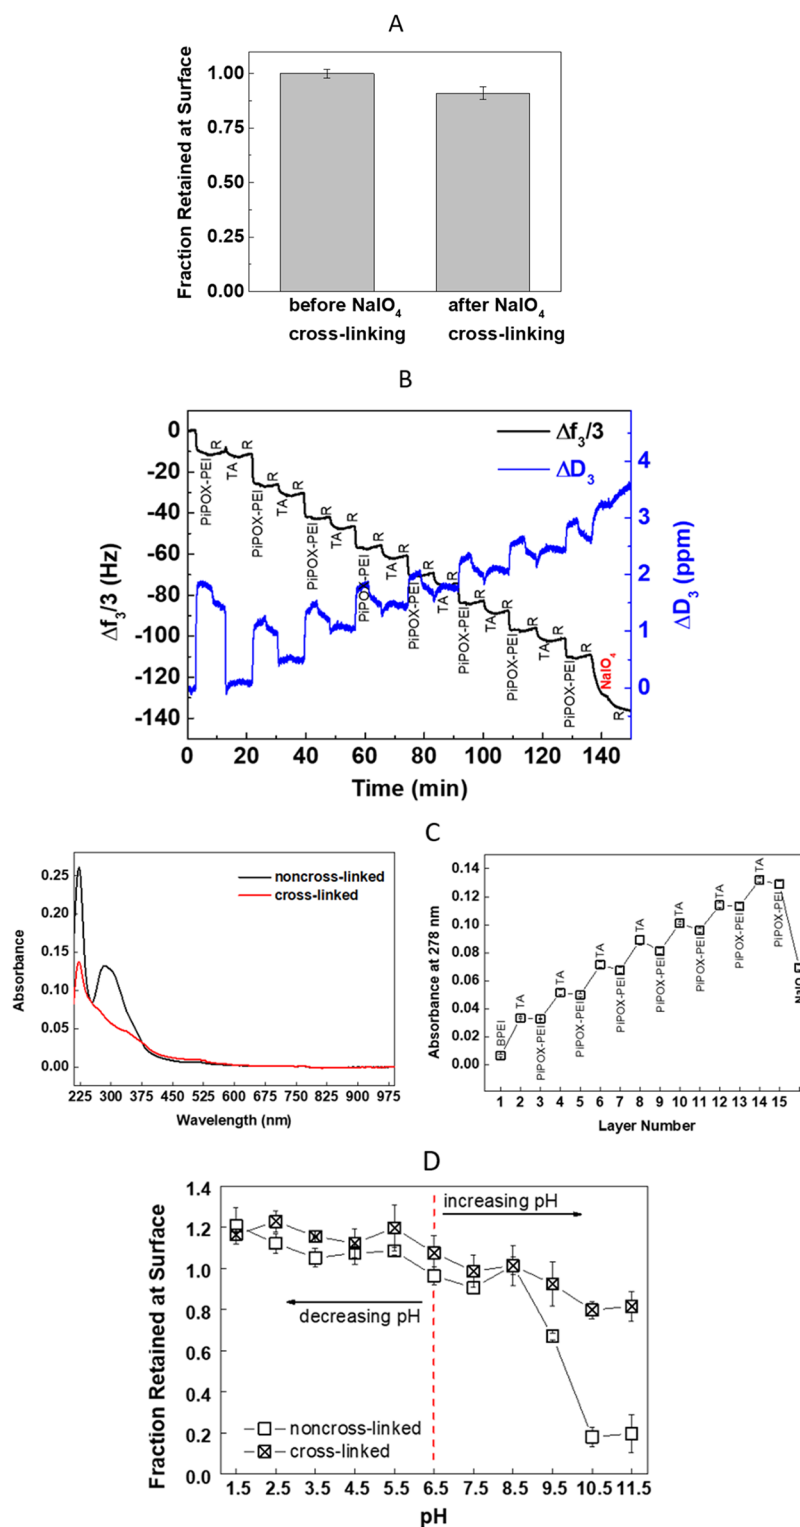 A
Fraction Retained at Surface
1.00
0.75
0.50
0.25
0.00
before NaIO4
cross-linking
after NaIO4
cross-linking
B
Δf3/3 (Hz)
0
-20
-40
-60
-80
-100
-120
-140
Δf3/3
ΔD3
4
3
2
1
0
ΔD3 (ppm)
PiPOX-PEI
R
TA
R
PiPOX-PEI
R
TA
R
PiPOX-PEI
R
TA
R
PiPOX-PEI
R
TA
R
PiPOX-PEI
R
TA
R
PiPOX-PEI
R
TA
R
PiPOX-PEI
R
TA
R
PiPOX-PEI
R
NaIO4
R
0 20 40 60 80 100 120 140
Time (min)
C
Absorbance
0.25
0.20
0.15
0.10
0.05
0.00
noncross-linked
cross-linked
225 300 375 450 525 600 675 750 825 900 975
Wavelength (nm)
Absorbance at 278 nm
0.14
0.12
0.10
0.08
0.06
0.04
0.02
0.00
BPEI
TA
PiPOX-PEI
TA
PiPOX-PEI
TA
PiPOX-PEI
TA
PiPOX-PEI
TA
PiPOX-PEI
TA
PiPOX-PEI
TA
PiPOX-PEI
1 2 3 4 5 6 7 8 9 10 11 12 13 14 15
Layer Number
D
Fraction Retained at Surface
1.4
1.2
1.0
0.8
0.6
0.4
0.2
0.0
increasing pH
decreasing pH
noncross-linked
cross-linked
1.5 2.5 3.5 4.5 5.5 6.5 7.5 8.5 9.5 10.5 11.5
pH